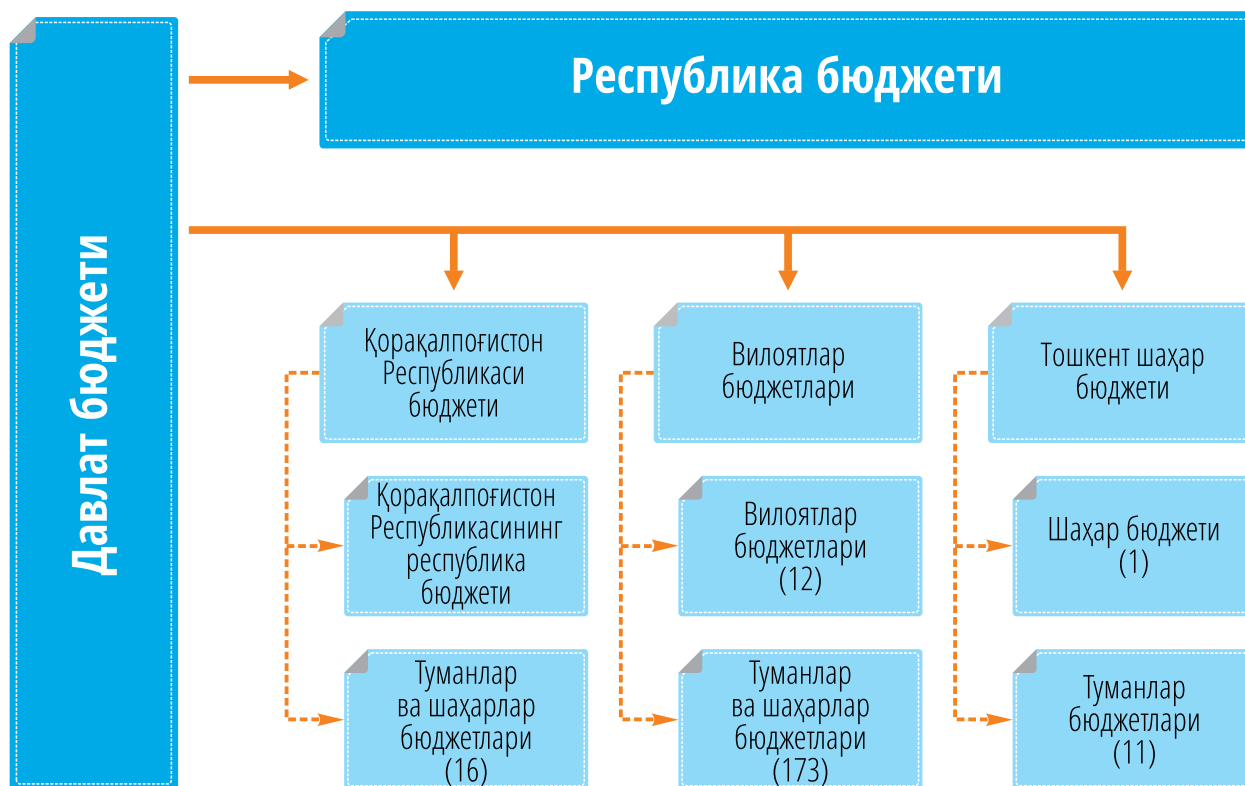 Давлат бюджети
Республика бюджети
Қорақалпоғистон
Республикаси
бюджети
Вилоятлар
бюджетлари
Тошкент шаҳар
бюджети
Қорақалпоғистон
Республикасининг
республика
бюджети
Вилоятлар
бюджетлари
(12)
Шаҳар бюджети
(1)
Туманлар
ва шаҳарлар
бюджетлари
(16)
Туманлар
ва шаҳарлар
бюджетлари
(173)
Туманлар
бюджетлари
(11)